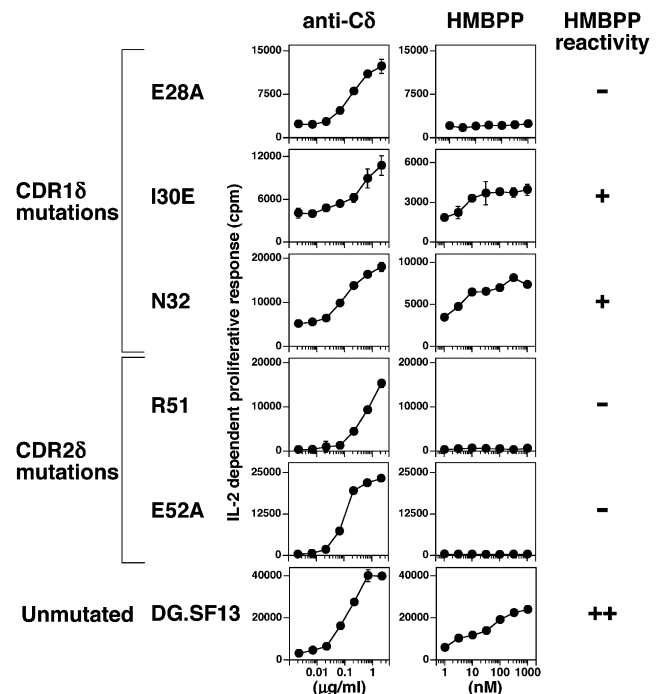 anti-Cδ HMBPP HMBPP
reactivity
15000 15000
E28A 7500 7500 –
0 0
12000 6000
CDR1δ I30E 6000 3000 +
mutations
0 0
20000 10000
N32 10000 5000 +
0 0
IL-2 dependent proliferative response (cpm)
20000 20000
R51 10000 10000 –
0 0
CDR2δ
mutations
25000 25000
E52A 12500 12500 –
0 0
40000 40000
Unmutated DG.SF13 20000 20000 ++
0 0
0.01 0.1 1 1 10 100 1000
(μg/ml) (nM)